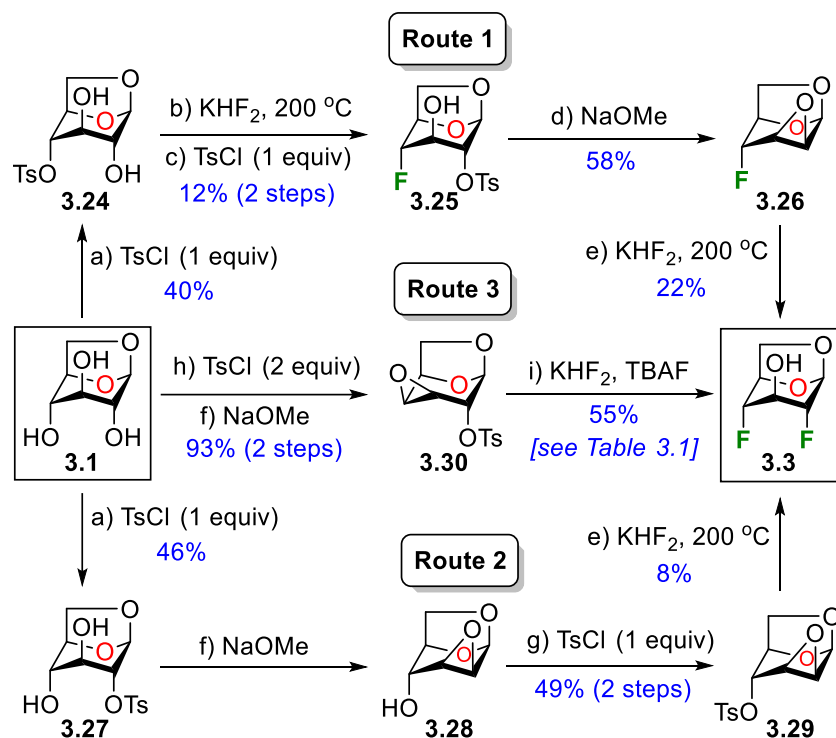 Route 1
OH
O
O
TsO
OH
3.24
b) KHF2, 200 °C
c) TsCl (1 equiv)
12% (2 steps)
OH
O
O
F
OTs
3.25
d) NaOMe
58%
O
O
O
F
3.26
a) TsCl (1 equiv)
40%
e) KHF2, 200 °C
22%
Route 3
OH
O
O
HO
OH
3.1
h) TsCl (2 equiv)
f) NaOMe
93% (2 steps)
O
O
O
OTs
3.30
i) KHF2, TBAF
55%
[see Table 3.1]
OH
O
O
F
F
3.3
a) TsCl (1 equiv)
46%
e) KHF2, 200 °C
8%
Route 2
OH
O
O
HO
OTs
3.27
f) NaOMe
O
O
O
HO
3.28
g) TsCl (1 equiv)
49% (2 steps)
O
O
O
TsO
3.29